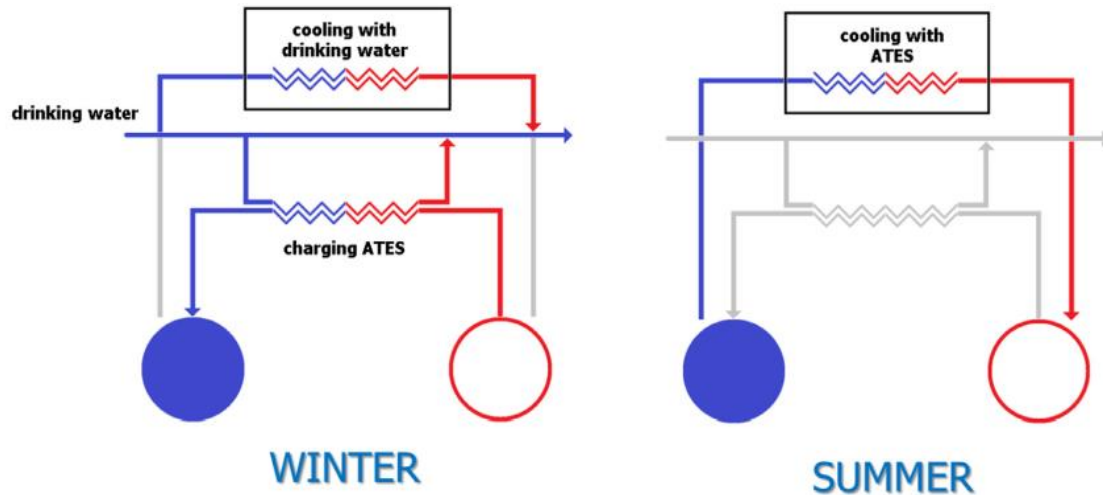 cooling with
drinking water
drinking water
charging ATES
WINTER
cooling with
ATES
SUMMER